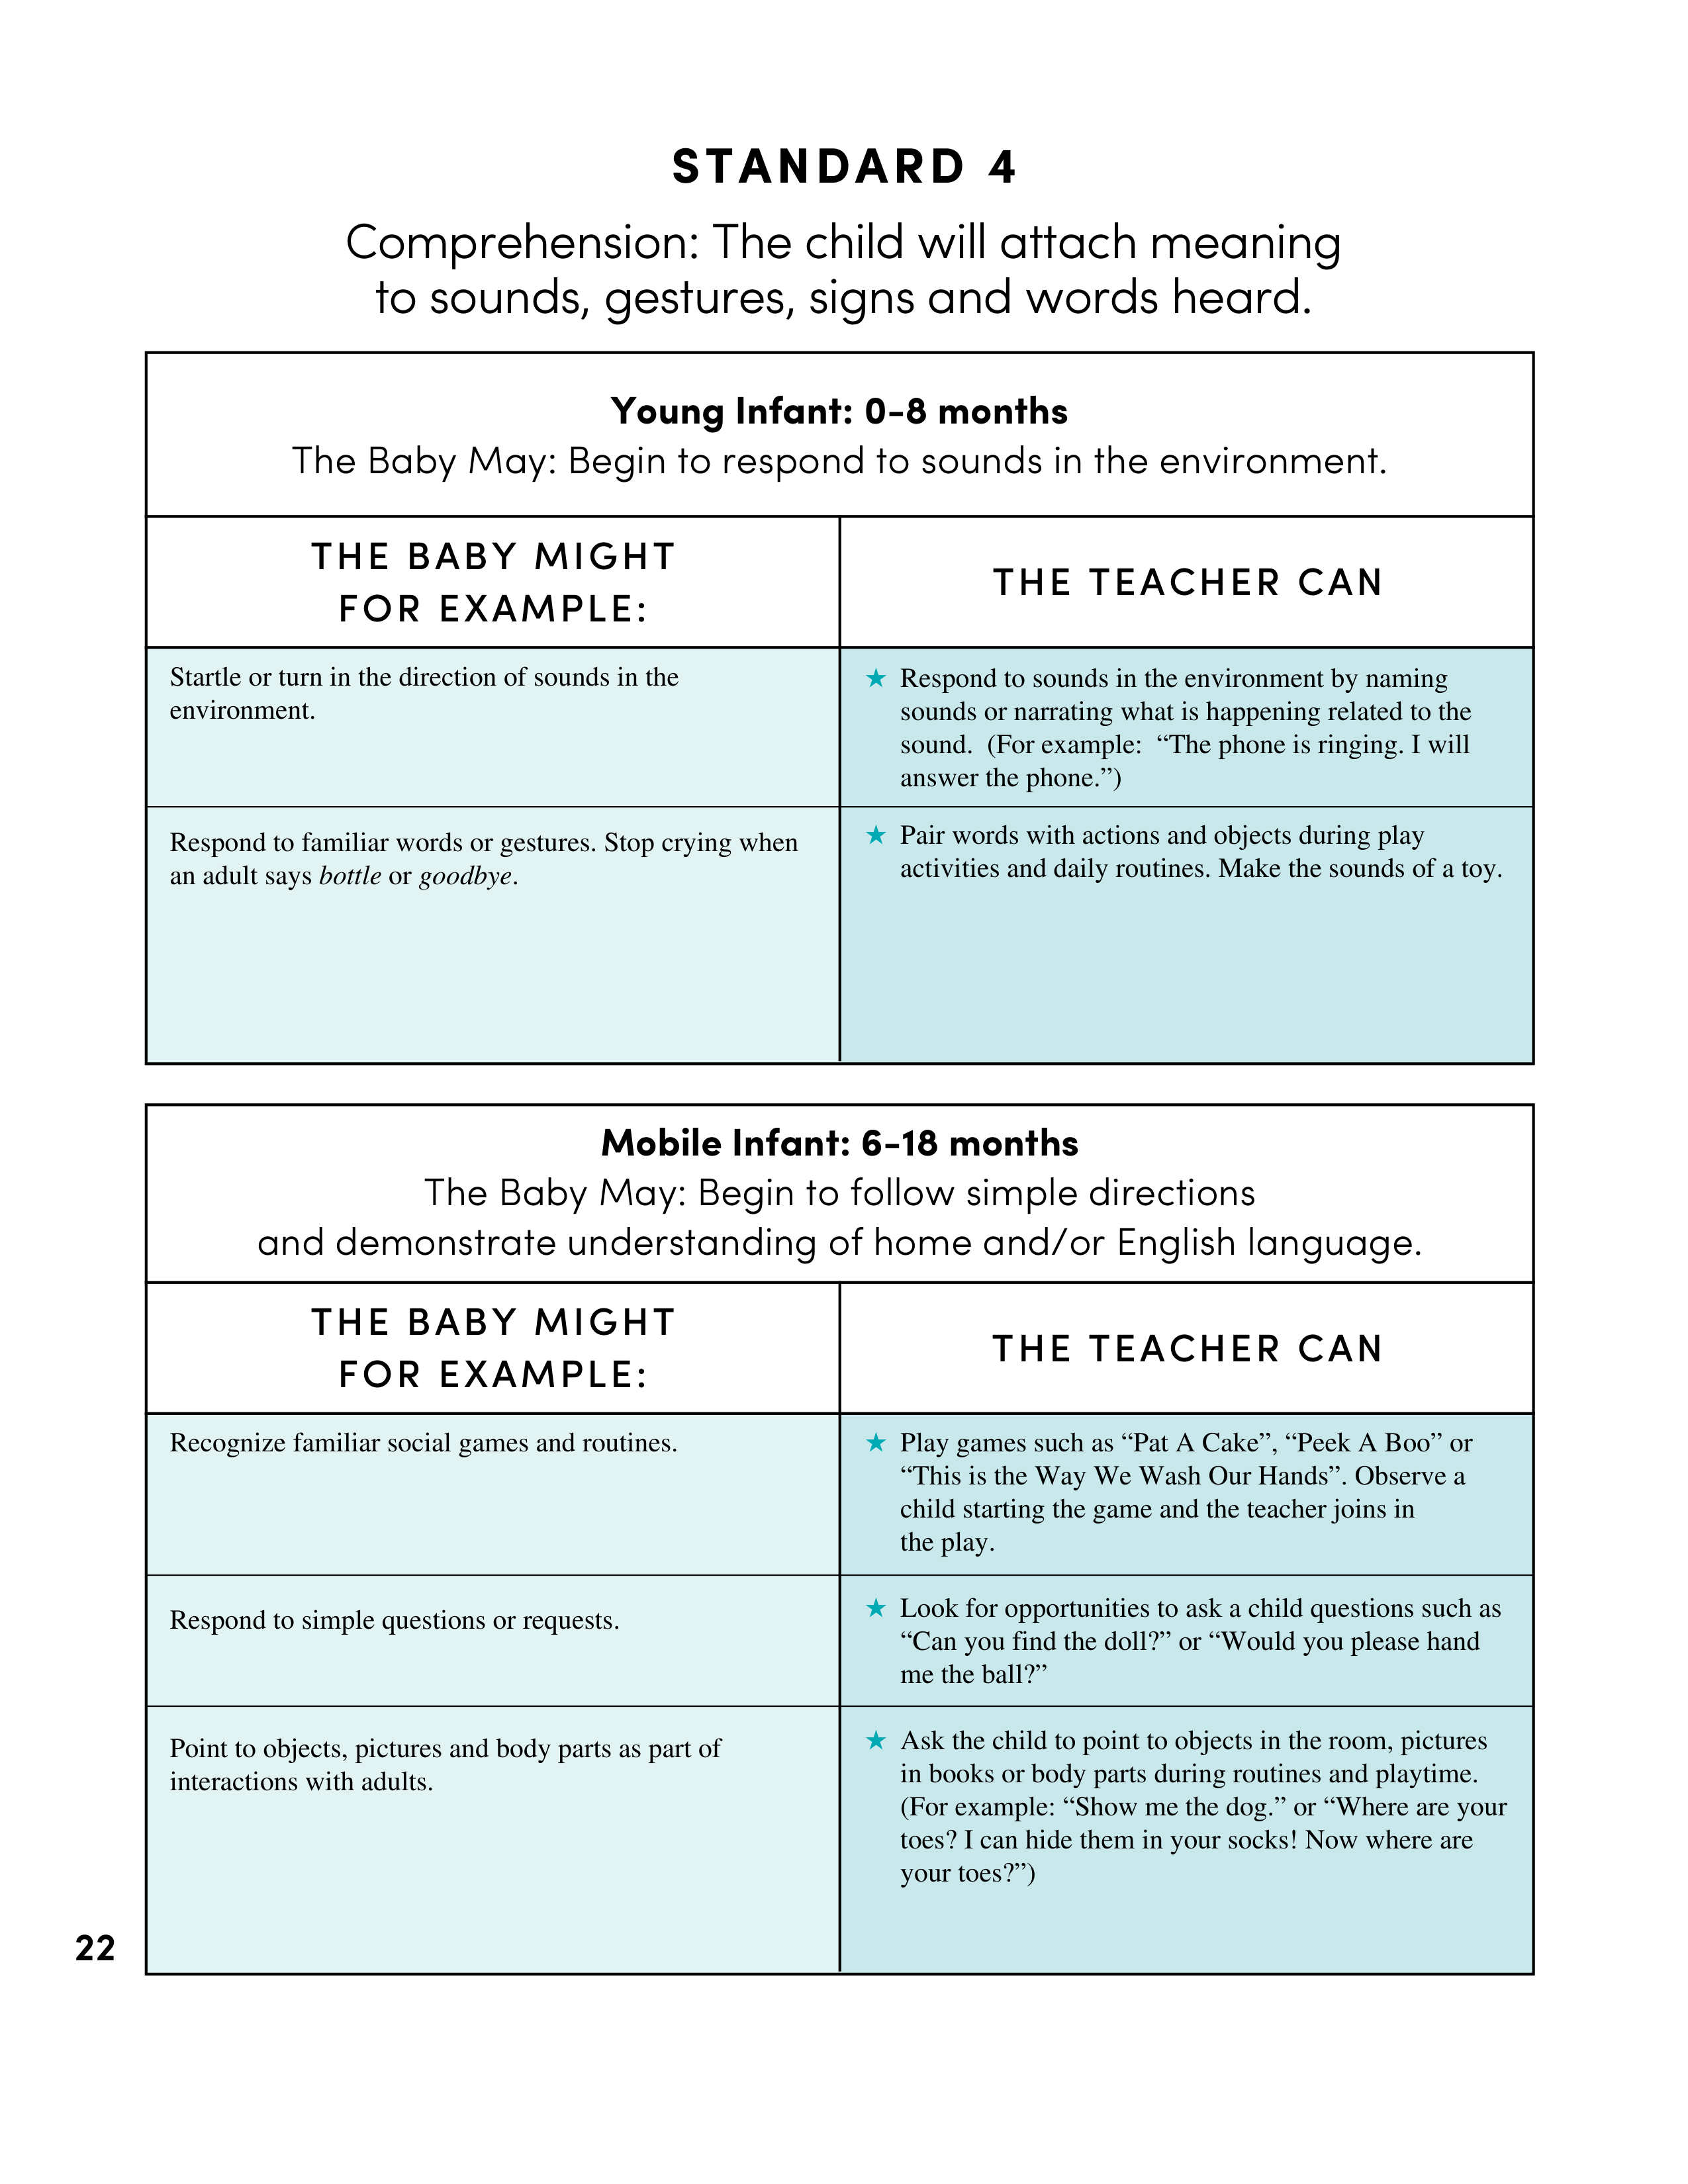 STANDARD 4
Comprehension: The child will attach meaning
to sounds, gestures, signs and words heard.
Young Infant: 0-8 months
The Baby May: Begin to respond to sounds in the environment.
THE BABY MIGHT
FOR EXAMPLE:
THE TEACHER CAN
Startle or turn in the direction of sounds in the
environment.
★ Respond to sounds in the environment by naming
sounds or narrating what is happening related to the
sound.  (For example:  “The phone is ringing. I will
answer the phone.”)
Respond to familiar words or gestures. Stop crying when
an adult says bottle or goodbye.
★ Pair words with actions and objects during play
activities and daily routines. Make the sounds of a toy.
Mobile Infant: 6-18 months
The Baby May: Begin to follow simple directions
and demonstrate understanding of home and/or English language.
THE BABY MIGHT
FOR EXAMPLE:
THE TEACHER CAN
Recognize familiar social games and routines.
★ Play games such as “Pat A Cake”, “Peek A Boo” or
“This is the Way We Wash Our Hands”. Observe a
child starting the game and the teacher joins in
the play.
Respond to simple questions or requests.
★ Look for opportunities to ask a child questions such as
“Can you find the doll?” or “Would you please hand
me the ball?”
Point to objects, pictures and body parts as part of
interactions with adults.
★ Ask the child to point to objects in the room, pictures
in books or body parts during routines and playtime.
(For example: “Show me the dog.” or “Where are your
toes? I can hide them in your socks! Now where are
your toes?”)
22